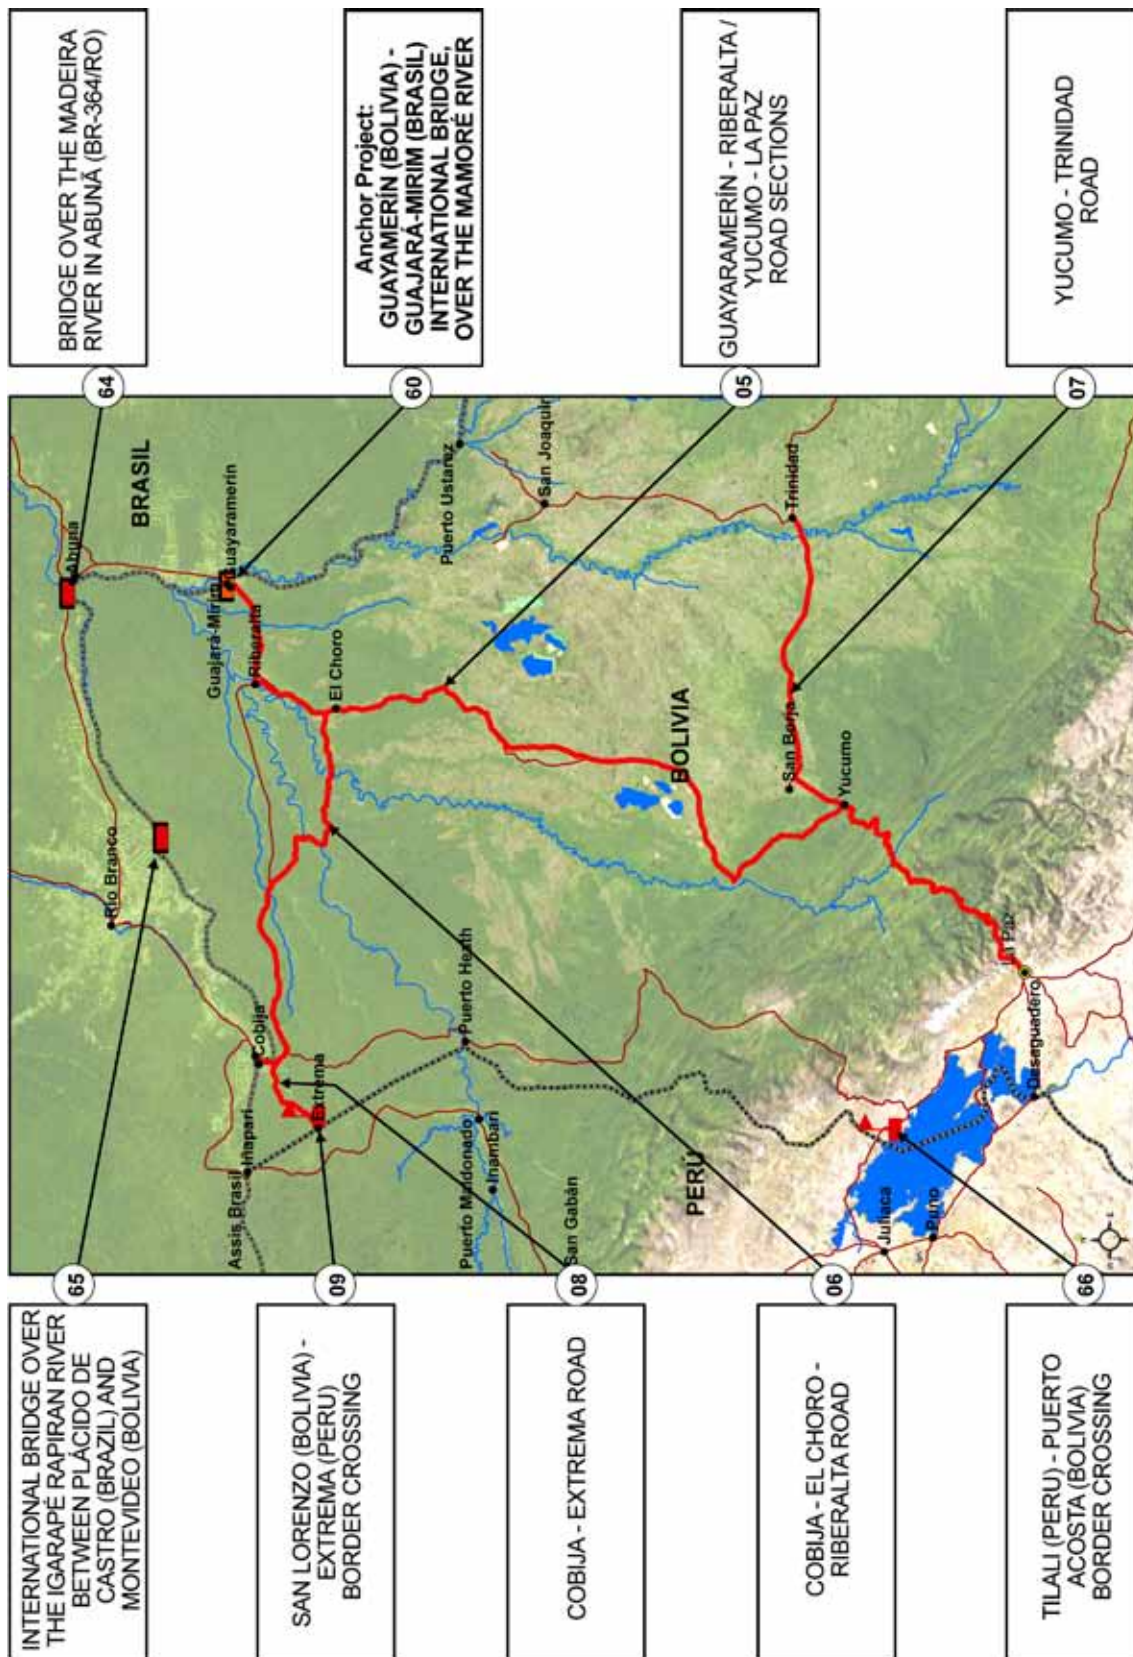 INTERNATIONAL BRIDGE OVER
THE IGARAPÉ RAPIRAN RIVER
BETWEEN PLÁCIDO DE
CASTRO (BRAZIL) AND
MONTEVIDEO (BOLIVIA)
65
SAN LORENZO (BOLIVIA) -
EXTREMA (PERU)
BORDER CROSSING
09
COBIJA - EXTREMA ROAD
08
COBIJA - EL CHORO -
RIBERALTA ROAD
06
TILALI (PERU) - PUERTO
ACOSTA (BOLIVIA)
BORDER CROSSING
66
Abuna
BRASIL
Rio Branco
Guajará-Mirim
Guayaramerin
Riberalta
Cobija
Assis Brasil
Inapari
Extrema
El Choro
Puerto Ustarez
Puerto Heath
Puerto Maldonado
Inambari
San Joaquin
San Gabán
BOLIVIA
PERÚ
Trinidad
San Borja
Yucumo
Juliaca
Puno
La Paz
Desaguadero
64
BRIDGE OVER THE MADEIRA
RIVER IN ABUNÃ (BR-364/RO)
60
Anchor Project:
GUAYAMERÍN (BOLIVIA) -
GUAJARÁ-MIRIM (BRASIL)
INTERNATIONAL BRIDGE,
OVER THE MAMORÉ RIVER
05
GUAYARAMERÍN - RIBERALTA /
YUCUMO - LA PAZ
ROAD SECTIONS
07
YUCUMO - TRINIDAD
ROAD